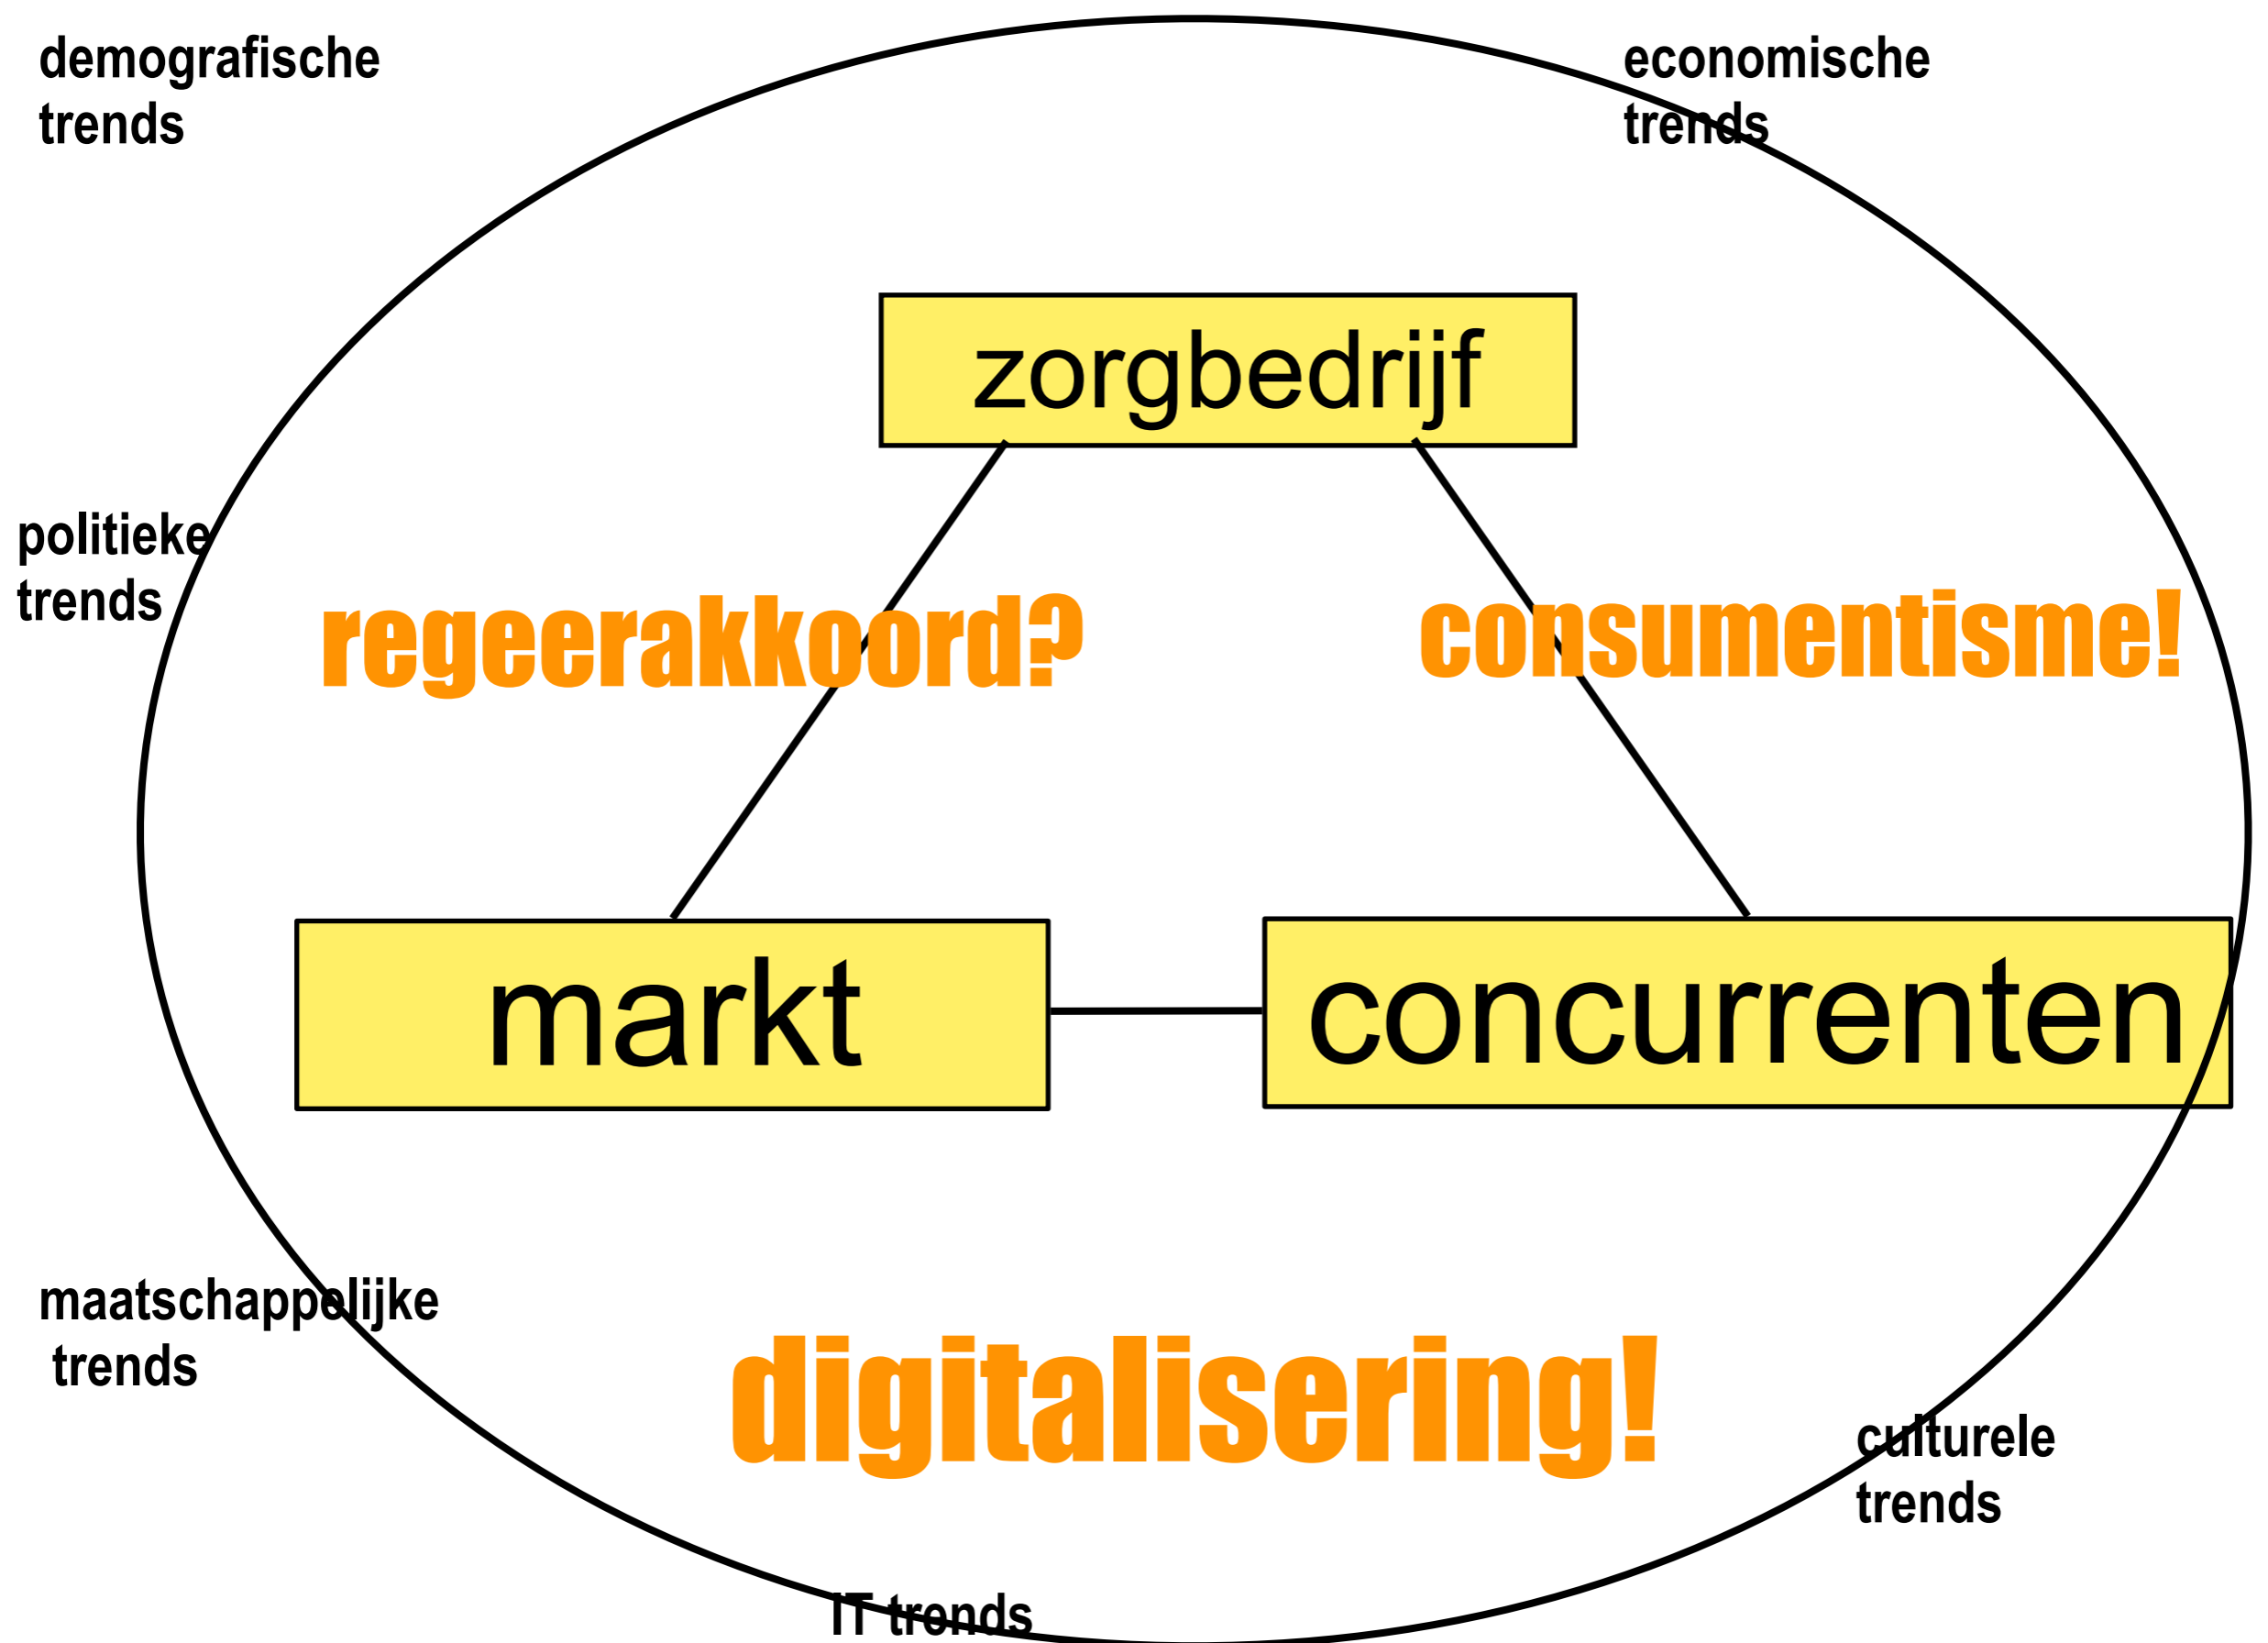 demografische
trends
economische
trends
zorgbedrijf
politieke
trends
regeerakkoord?
consumentisme!
markt
concurrenten
maatschappelijke
trends
digitalisering!
culturele
trends
IT trends